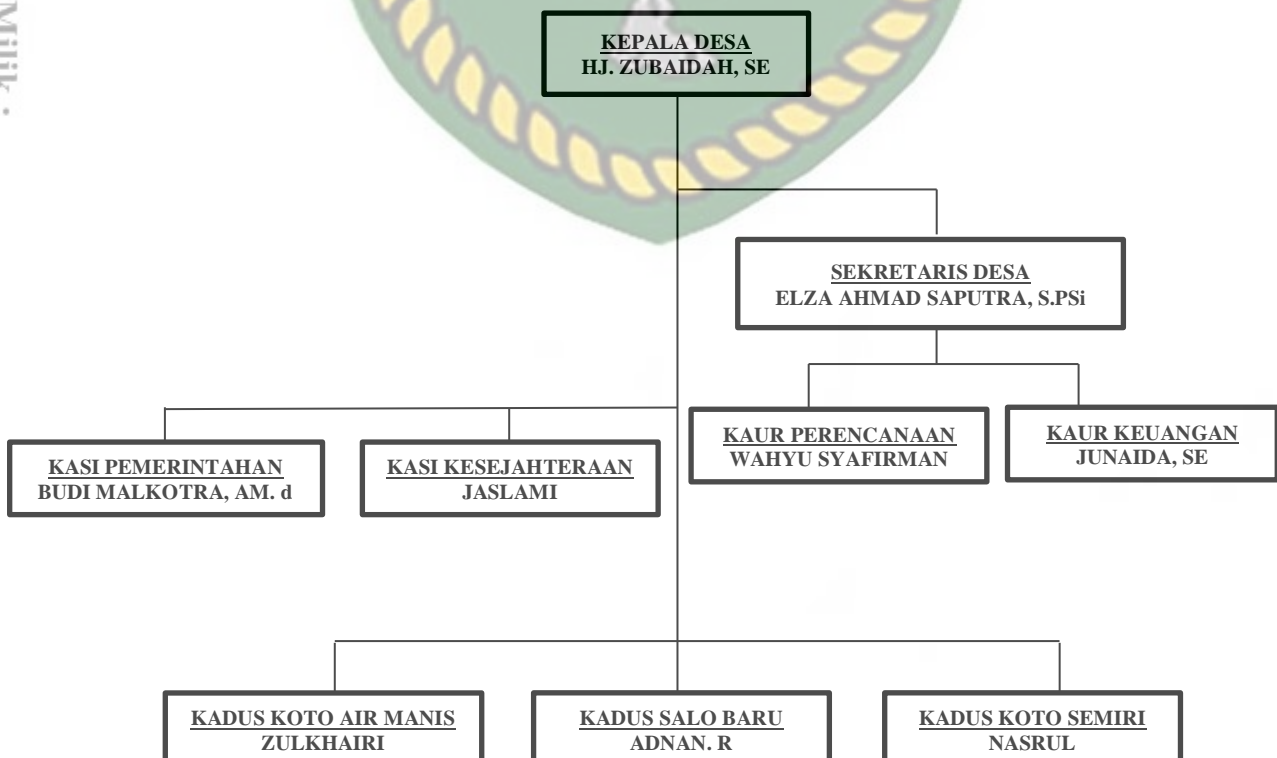 Milik :
KEPALA DESA
HJ. ZUBAIDAH, SE
SEKRETARIS DESA
ELZA AHMAD SAPUTRA, S.PSi
KASI PEMERINTAHAN
BUDI MALKOTRA, AM. d
KASI KESEJAHTERAAN
JASLAMI
KAUR PERENCANAAN
WAHYU SYAFIRMAN
KAUR KEUANGAN
JUNAIDA, SE
KADUS KOTO AIR MANIS
ZULKHAIRI
KADUS SALO BARU
ADNAN. R
KADUS KOTO SEMIRI
NASRUL